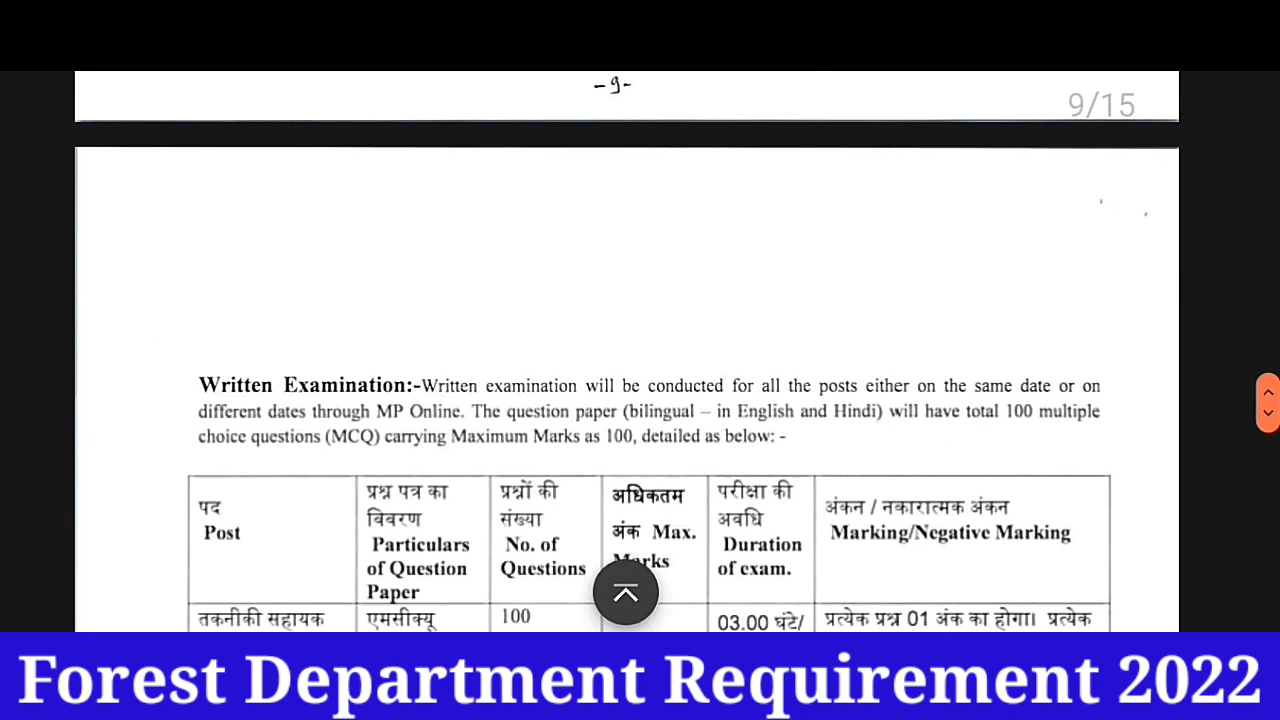 -9-
9/15
Written Examination:-Written examination will be conducted for all the posts either on the same date or on
different dates through MP Online. The question paper (bilingual – in English and Hindi) will have total 100 multiple
choice questions (MCQ) carrying Maximum Marks as 100, detailed as below: -
पद
Post
प्रश्न पत्र का
विवरण
Particulars
of Question
Paper
प्रश्नों की
संख्या
No. of
Questions
अधिकतम
अंक Max.
Marks
परीक्षा की
अवधि
Duration
of exam.
अंकन / नकारात्मक अंकन
Marking/Negative Marking
तकनीकी सहायक
एमसीक्यू
100
03.00 घंटे/
प्रत्येक प्रश्न 01 अंक का होगा। प्रत्येक
Forest Department Requirement 2022